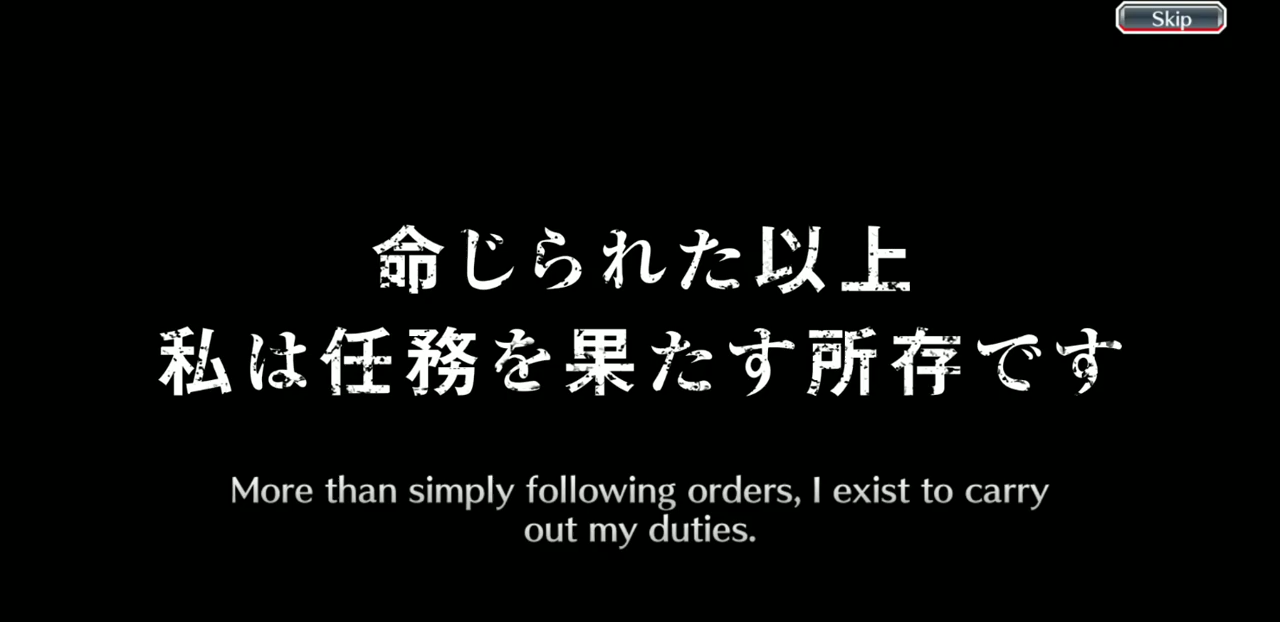 Skip
命じられた以上
私は任務を果たす所存です
More than simply following orders, I exist to carry
out my duties.